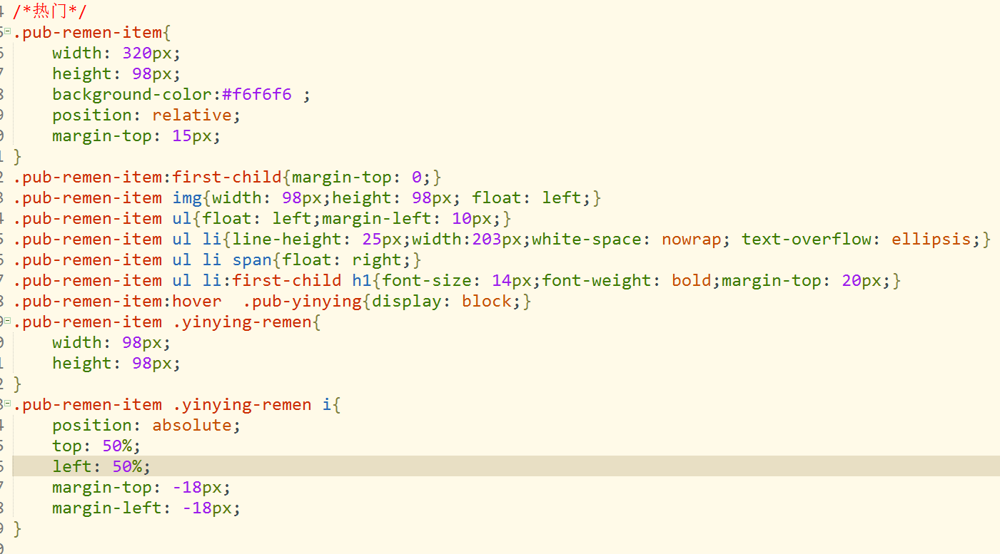 /*热门*/
.pub-remen-item{
    width: 320px;
    height: 98px;
    background-color:#f6f6f6 ;
    position: relative;
    margin-top: 15px;
}
.pub-remen-item:first-child{margin-top: 0;}
.pub-remen-item img{width: 98px;height: 98px; float: left;}
.pub-remen-item ul{float: left;margin-left: 10px;}
.pub-remen-item ul li{line-height: 25px;width:203px;white-space: nowrap; text-overflow: ellipsis;}
.pub-remen-item ul li span{float: right;}
.pub-remen-item ul li:first-child h1{font-size: 14px;font-weight: bold;margin-top: 20px;}
.pub-remen-item:hover  .pub-yinying{display: block;}
.pub-remen-item .yinying-remen{
    width: 98px;
    height: 98px;
}
.pub-remen-item .yinying-remen i{
    position: absolute;
    top: 50%;
    left: 50%;
    margin-top: -18px;
    margin-left: -18px;
}